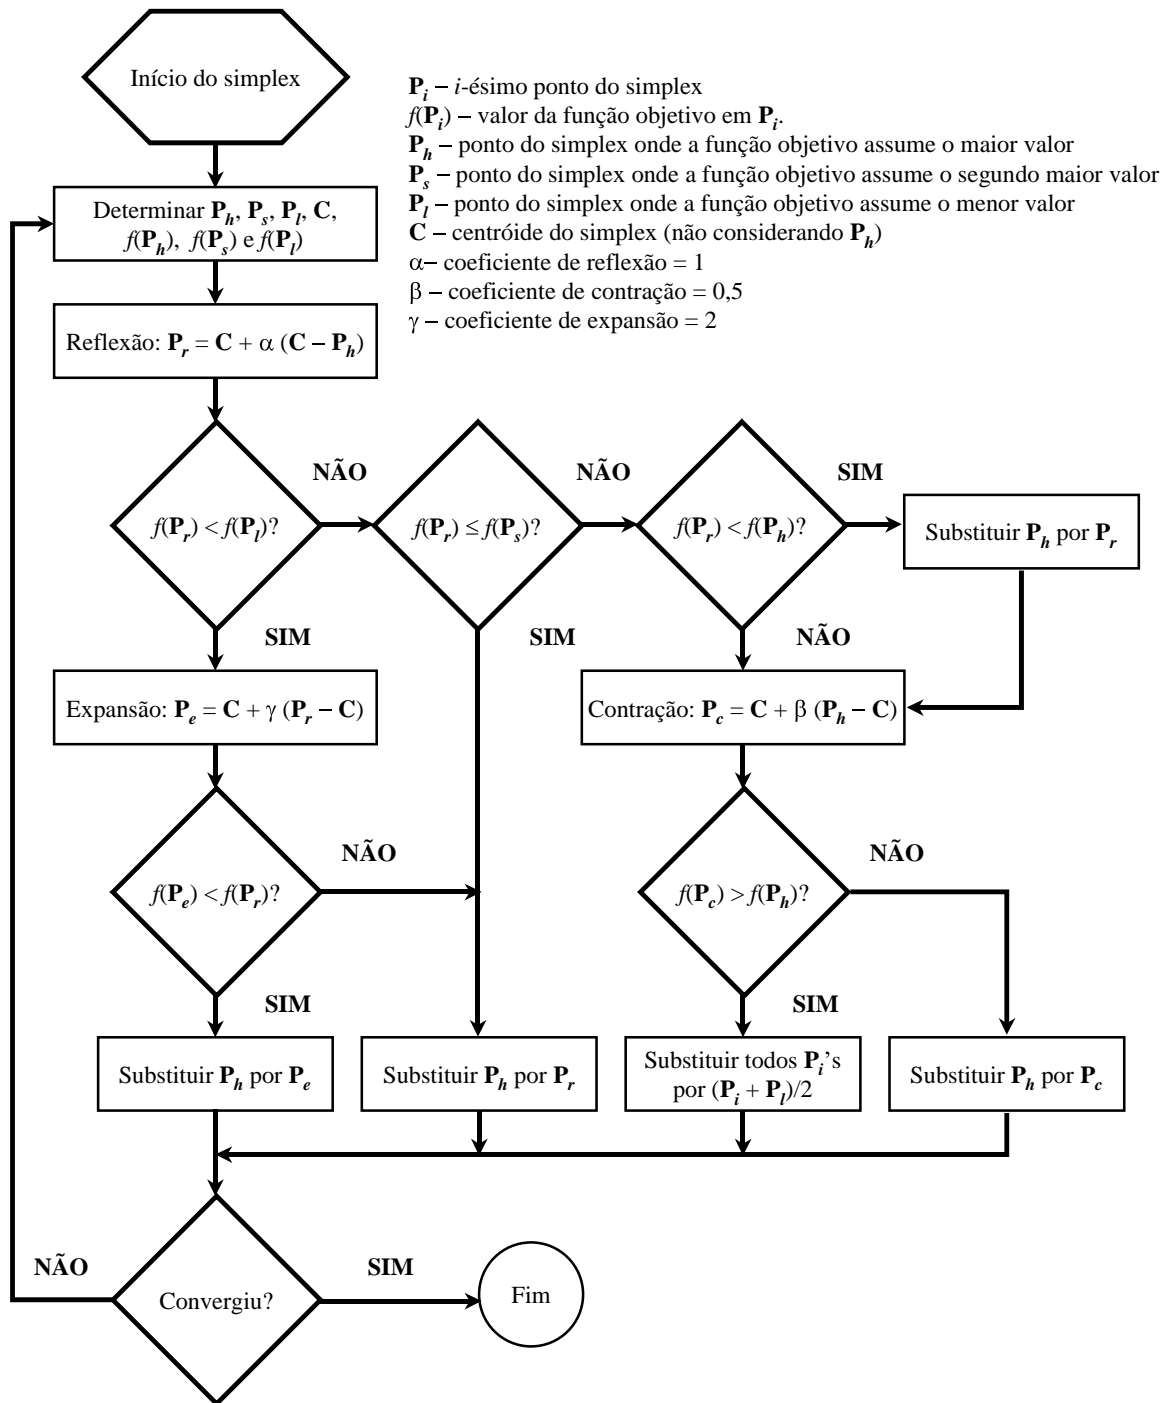 Início do simplex
P_i – i-ésimo ponto do simplex
f(P_i) – valor da função objetivo em P_i.
P_h – ponto do simplex onde a função objetivo assume o maior valor
P_s – ponto do simplex onde a função objetivo assume o segundo maior valor
P_l – ponto do simplex onde a função objetivo assume o menor valor
C – centróide do simplex (não considerando P_h)
α– coeficiente de reflexão = 1
β – coeficiente de contração = 0,5
γ – coeficiente de expansão = 2
Determinar P_h, P_s, P_l, C,
f(P_h), f(P_s) e f(P_l)
Reflexão: P_r = C + α (C – P_h)
f(P_r) < f(P_l)?
NÃO
f(P_r) ≤ f(P_s)?
NÃO
f(P_r) < f(P_h)?
SIM
Substituir P_h por P_r
SIM
SIM
NÃO
Expansão: P_e = C + γ (P_r – C)
Contração: P_c = C + β (P_h – C)
f(P_e) < f(P_r)?
NÃO
f(P_c) > f(P_h)?
NÃO
SIM
SIM
Substituir P_h por P_e
Substituir P_h por P_r
Substituir todos P_i's
por (P_i + P_l)/2
Substituir P_h por P_c
NÃO
Convergiu?
SIM
Fim